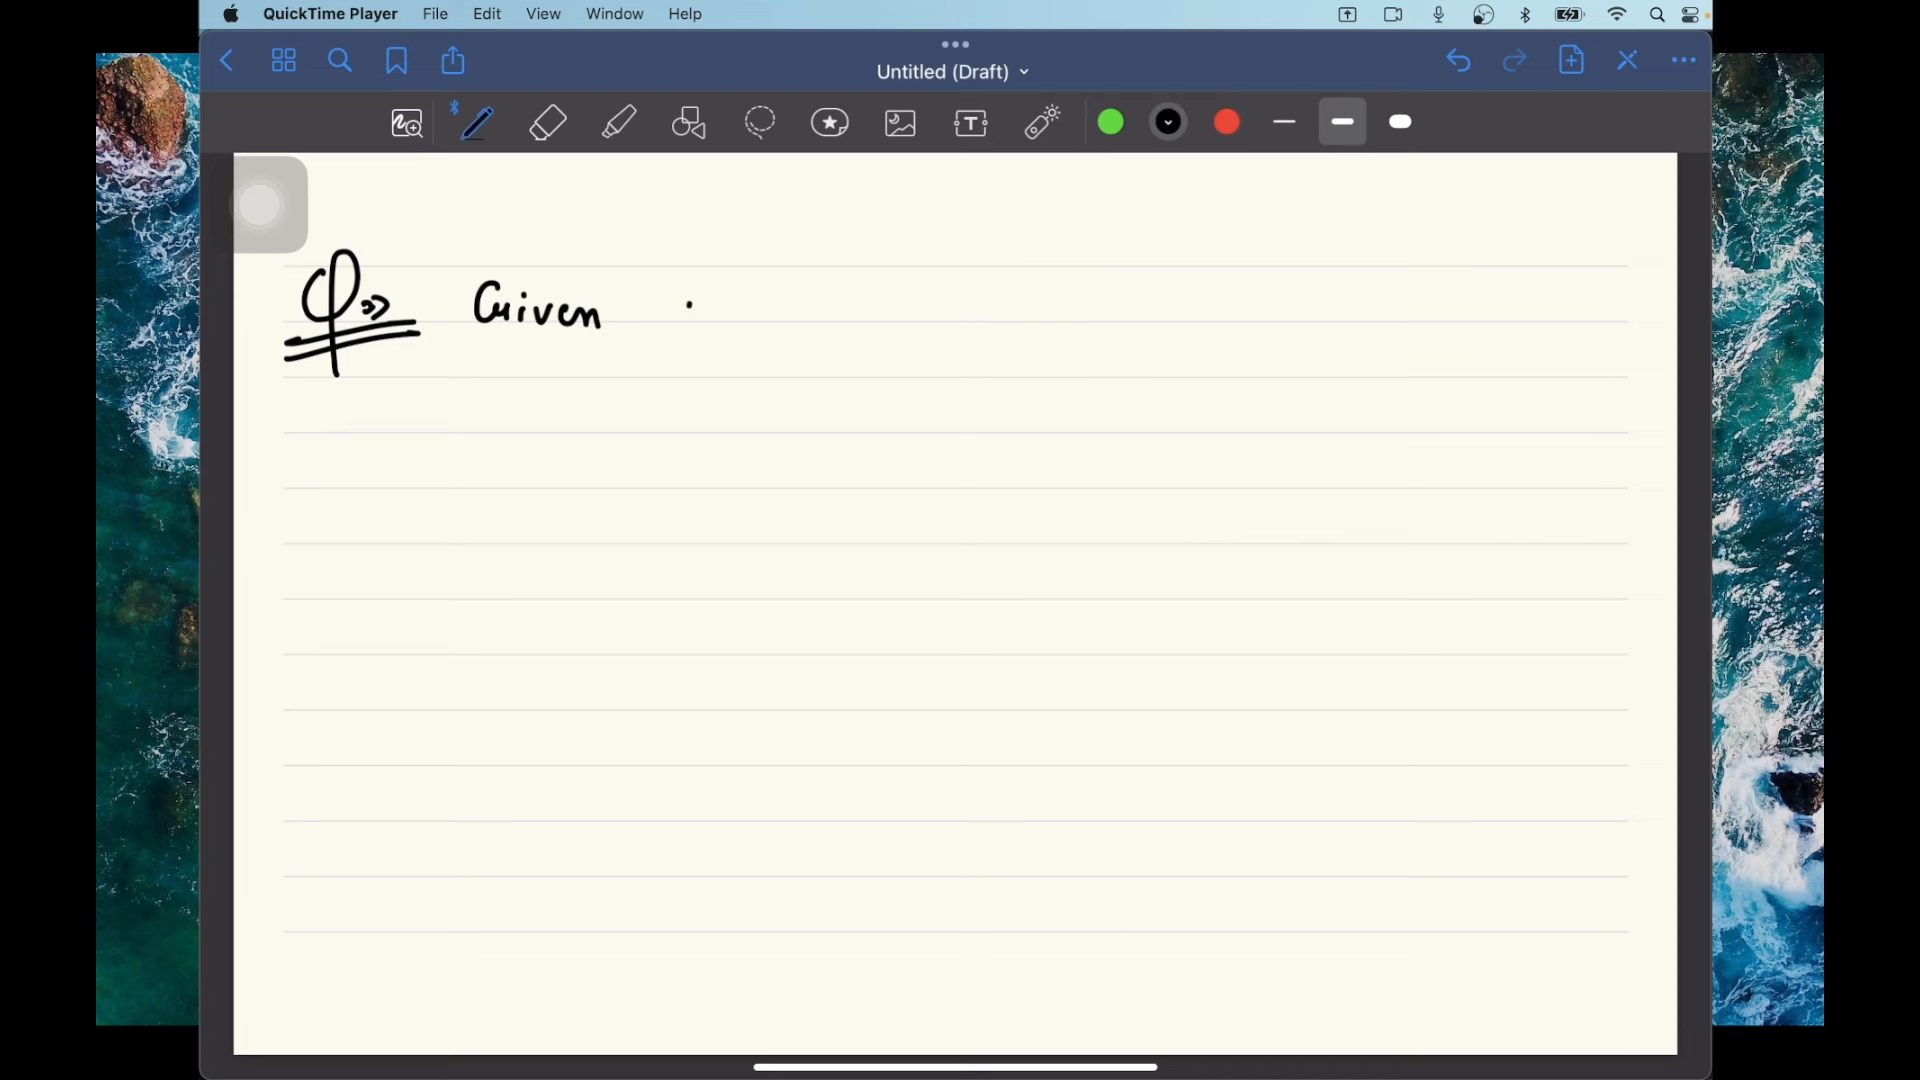 QuickTime Player File Edit View Window Help
Untitled (Draft)
T
Q>> Given